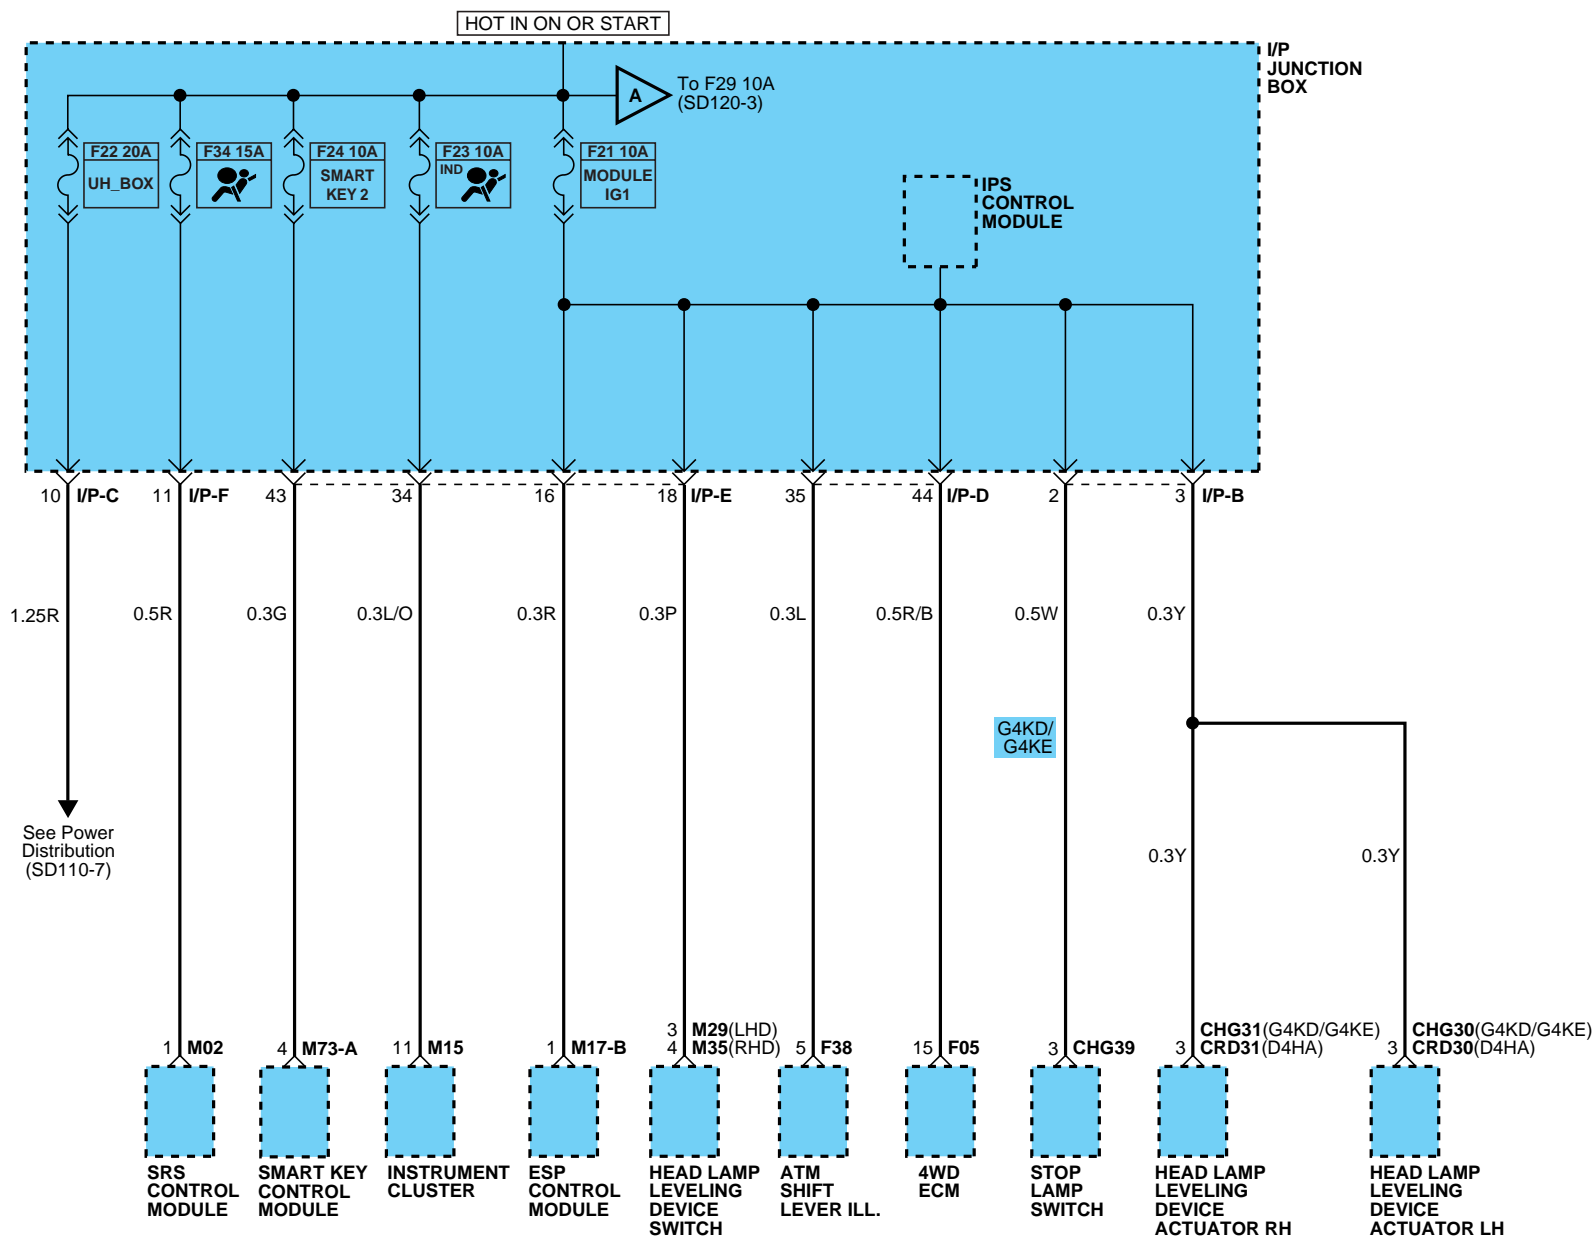 HOT IN ON OR START
I/P
JUNCTION
BOX
A
To F29 10A
(SD120-3)
F22 20A
UH_BOX
F34 15A
F24 10A
SMART
KEY 2
F23 10A
IND
F21 10A
MODULE
IG1
IPS
CONTROL
MODULE
10 I/P-C
11 I/P-F
43
34
16
18 I/P-E
35
44 I/P-D
2
3 I/P-B
1.25R
0.5R
0.3G
0.3L/O
0.3R
0.3P
0.3L
0.5R/B
0.5W
0.3Y
G4KD/
G4KE
See Power
Distribution
(SD110-7)
0.3Y
0.3Y
1 M02
4 M73-A
11 M15
1 M17-B
3 M29(LHD)
4 M35(RHD)
5 F38
15 F05
3 CHG39
CHG31(G4KD/G4KE)
3 CRD31(D4HA)
CHG30(G4KD/G4KE)
3 CRD30(D4HA)
SRS
CONTROL
MODULE
SMART KEY
CONTROL
MODULE
INSTRUMENT
CLUSTER
ESP
CONTROL
MODULE
HEAD LAMP
LEVELING
DEVICE
SWITCH
ATM
SHIFT
LEVER ILL.
4WD
ECM
STOP
LAMP
SWITCH
HEAD LAMP
LEVELING
DEVICE
ACTUATOR RH
HEAD LAMP
LEVELING
DEVICE
ACTUATOR LH